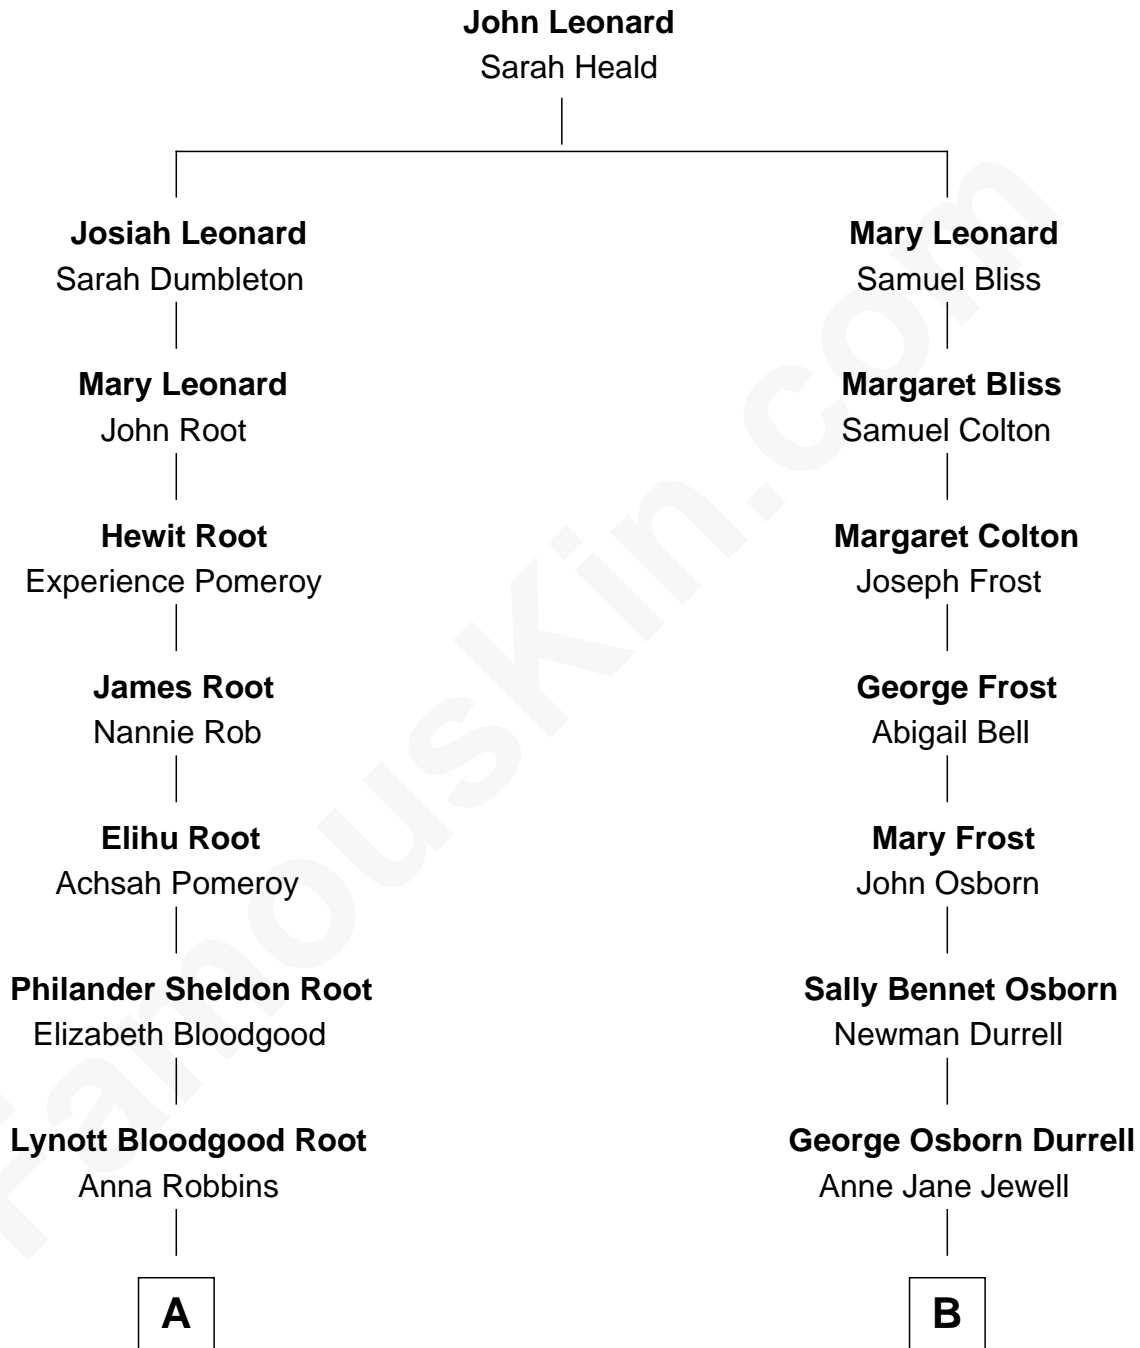 John Leonard
Sarah Heald
Josiah Leonard
Sarah Dumbleton
Mary Leonard
Samuel Bliss
Mary Leonard
John Root
Margaret Bliss
Samuel Colton
Hewit Root
Experience Pomeroy
Margaret Colton
Joseph Frost
James Root
Nannie Rob
George Frost
Abigail Bell
Elihu Root
Achsah Pomeroy
Mary Frost
John Osborn
Philander Sheldon Root
Elizabeth Bloodgood
Sally Bennet Osborn
Newman Durrell
Lynott Bloodgood Root
Anna Robbins
George Osborn Durrell
Anne Jane Jewell
A
B
FamousKin.com